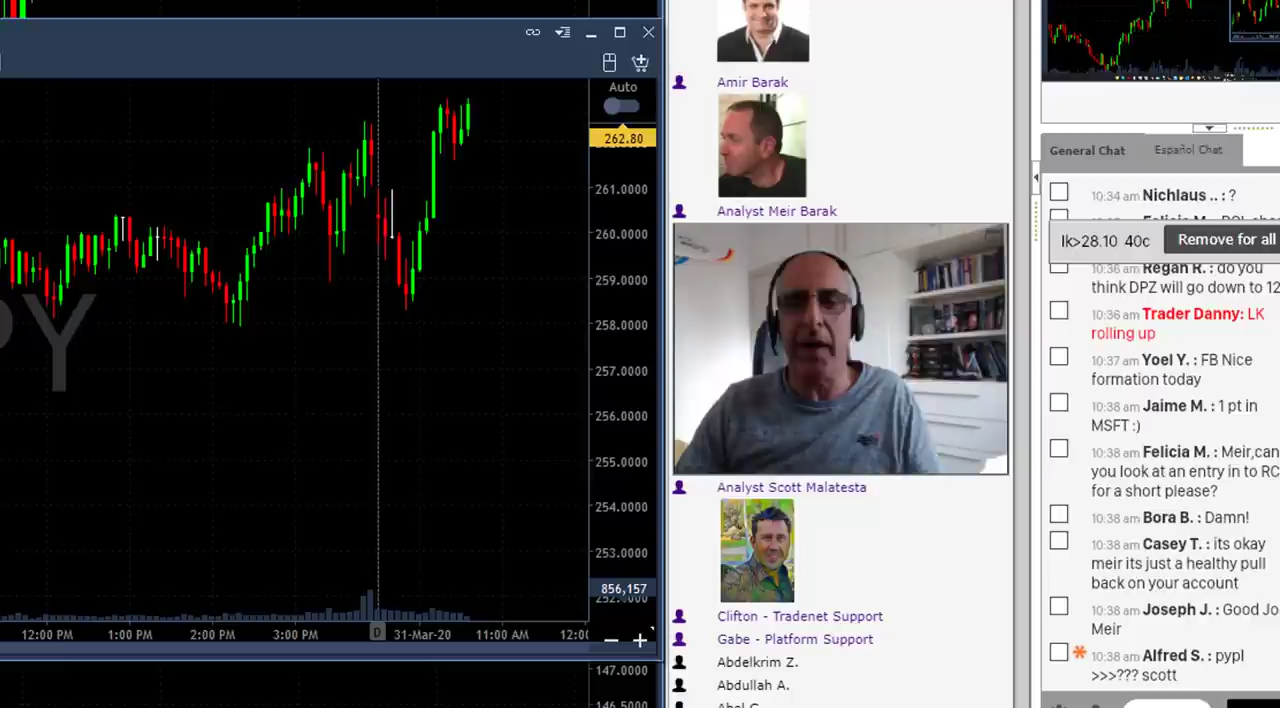 Auto
262.80
261.0000
260.0000
259.0000
258.0000
257.0000
256.0000
255.0000
254.0000
253.0000
856,157
12:00 PM
1:00 PM
2:00 PM
3:00 PM
D
31-Mar-20
11:00 AM
12:00
147.0000
146.5000
PY
Amir Barak
Analyst Meir Barak
Analyst Scott Malatesta
Clifton - Tradenet Support
Gabe - Platform Support
Abdelkrim Z.
Abdullah A.
General Chat
Español Chat
10:34 am Nichlaus .. : ?
lk>28.10 40c
Remove for all
10:36 am Regan R. : do you
think DPZ will go down to 12
10:36 am Trader Danny: LK
rolling up
10:37 am Yoel Y. : FB Nice
formation today
10:38 am Jaime M. : 1 pt in
MSFT :)
10:38 am Felicia M. : Meir,can
you look at an entry in to RC
for a short please?
10:38 am Bora B. : Damn!
10:38 am Casey T. : its okay
meir its just a healthy pull
back on your account
10:38 am Joseph J. : Good Jo
Meir
10:38 am Alfred S. : pypl
>>>??? scott